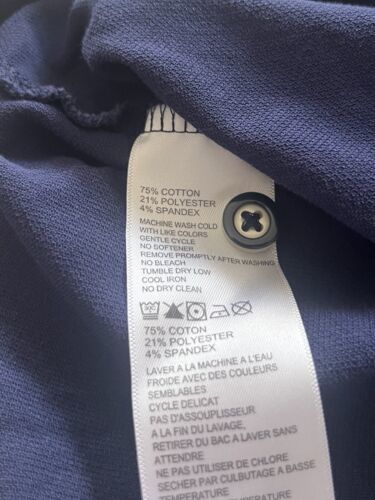 75% COTTON
21% POLYESTER
4% SPANDEX
MACHINE WASH COLD
WITH LIKE COLORS
GENTLE CYCLE
NO SOFTENER
REMOVE PROMPTLY AFTER WASHING
NO BLEACH
TUMBLE DRY LOW
COOL IRON
NO DRY CLEAN
30C
75% COTON
21% POLYESTER
4% SPANDEX
LAVER A LA MACHINE A L'EAU
FROIDE AVEC DES COULEURS
SEMBLABLES
CYCLE DELICAT
PAS D'ASSOUPLISSEUR
A LA FIN DU LAVAGE,
RETIRER DU BAC A LAVER SANS
ATTENDRE
NE PAS UTILISER DE CHLORE
SECHER PAR CULBUTAGE A BASSE
TEMPERATURE